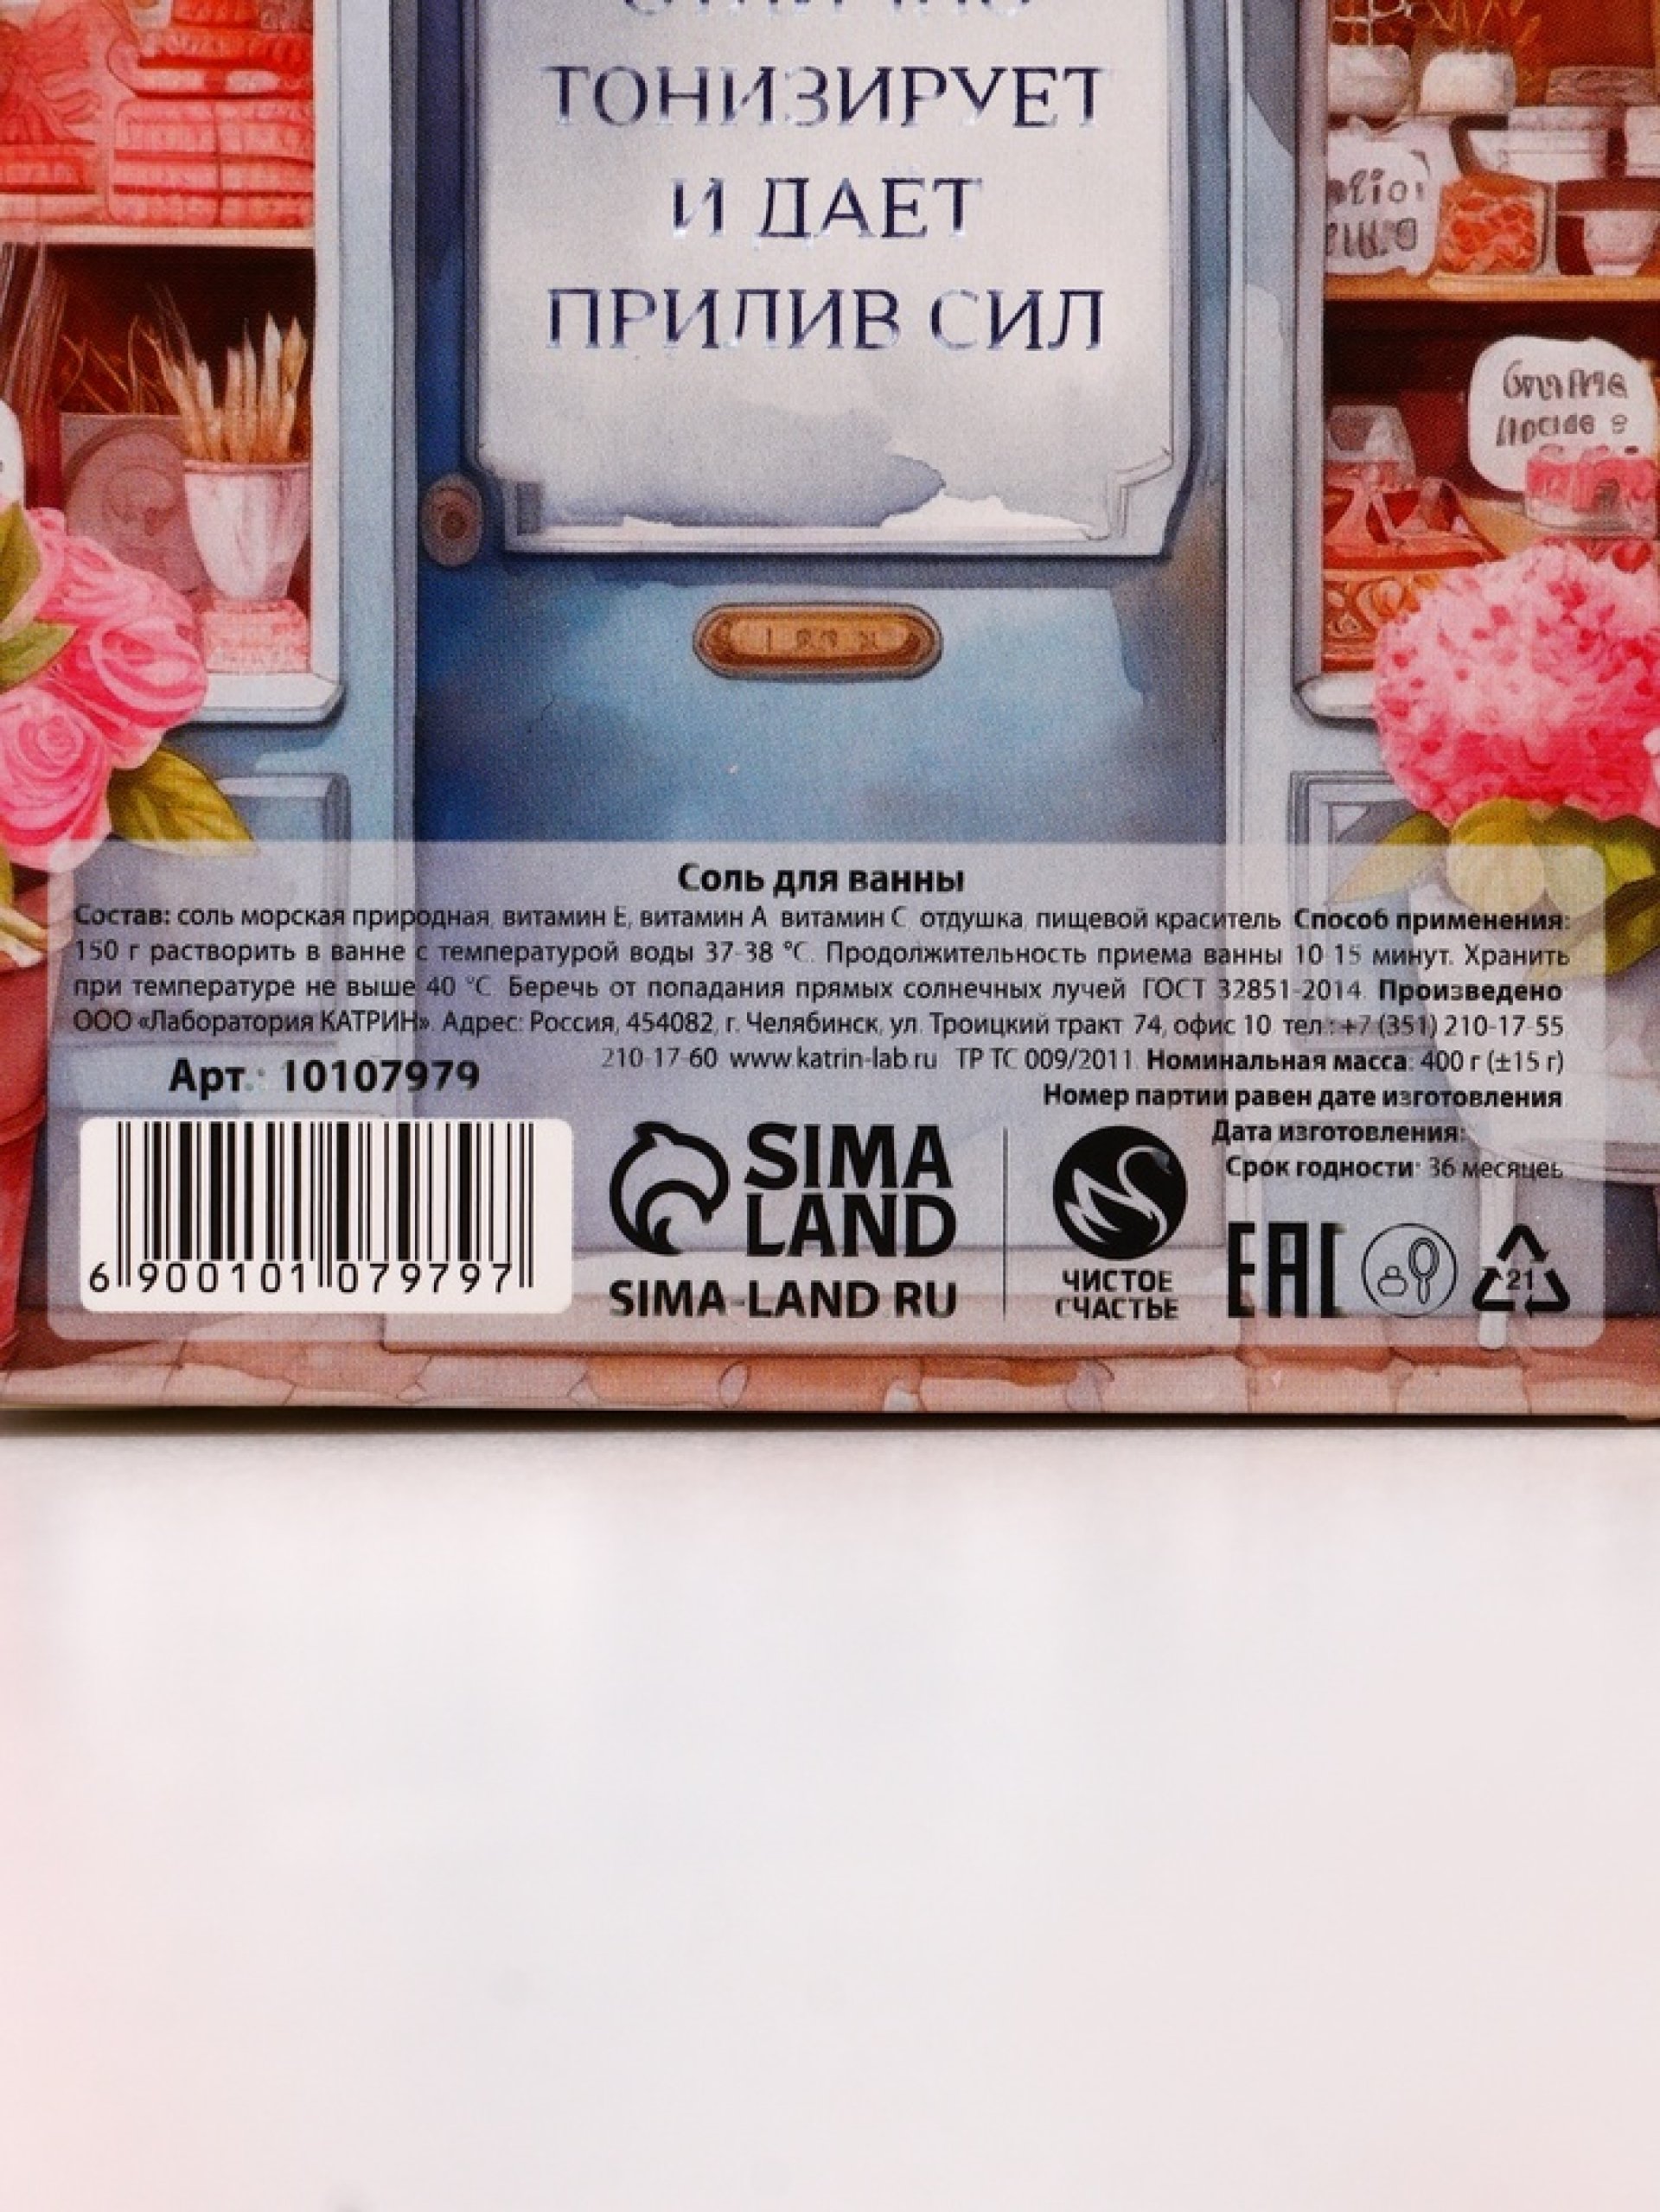 ТОНИЗИРУЕТ
И ДАЁТ
ПРИЛИВ СИЛ
Соль для ванны
Состав: соль морская природная, витамин Е, витамин А, витамин С, отдушка, пищевой краситель. Способ применения:
150 г растворить в ванне с температурой воды 37-38 °С. Продолжительность приема ванны 10-15 минут. Хранить
при температуре не выше 40 °С. Беречь от попадания прямых солнечных лучей. ГОСТ 32851-2014. Произведено:
ООО «Лаборатория КАТРИН». Адрес: Россия, 454082, г. Челябинск, ул. Троицкий тракт 74, офис 10. тел.: +7 (351) 210-17-55
210-17-60 www.katrin-lab.ru ТР ТС 009/2011. Номинальная масса: 400 г (±15 г)
Номер партии равен дате изготовления
Арт.: 10107979
Дата изготовления:
Срок годности: 36 месяцев
6 900101 079797
SIMA
LAND
SIMA-LAND.RU
ЧИСТОЕ
СЧАСТЬЕ
EAC
21